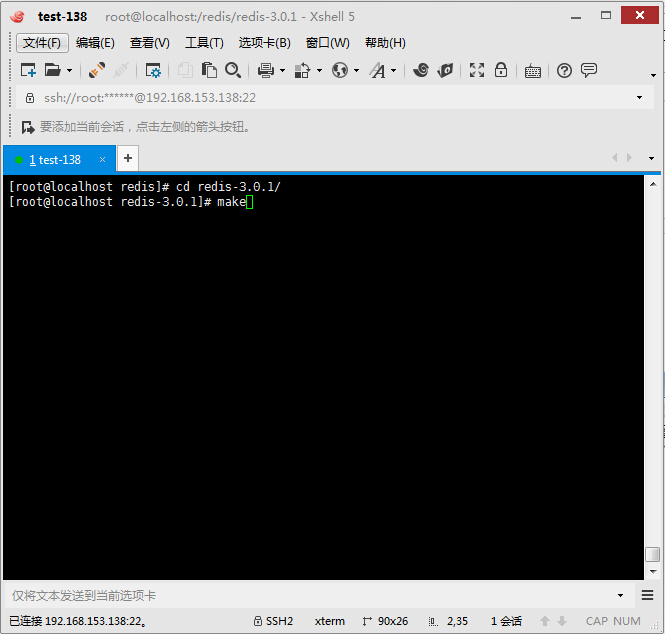 test-138 root@localhost:/redis/redis-3.0.1 - Xshell 5
文件(F) 编辑(E) 查看(V) 工具(T) 选项卡(B) 窗口(W) 帮助(H)
ssh://root:******@192.168.153.138:22
要添加当前会话，点击左侧的箭头按钮。
1 test-138 × +
[root@localhost redis]# cd redis-3.0.1/
[root@localhost redis-3.0.1]# make
仅将文本发送到当前选项卡
已连接 192.168.153.138:22。 SSH2 xterm 90x26 2,35 1 会话 CAP NUM